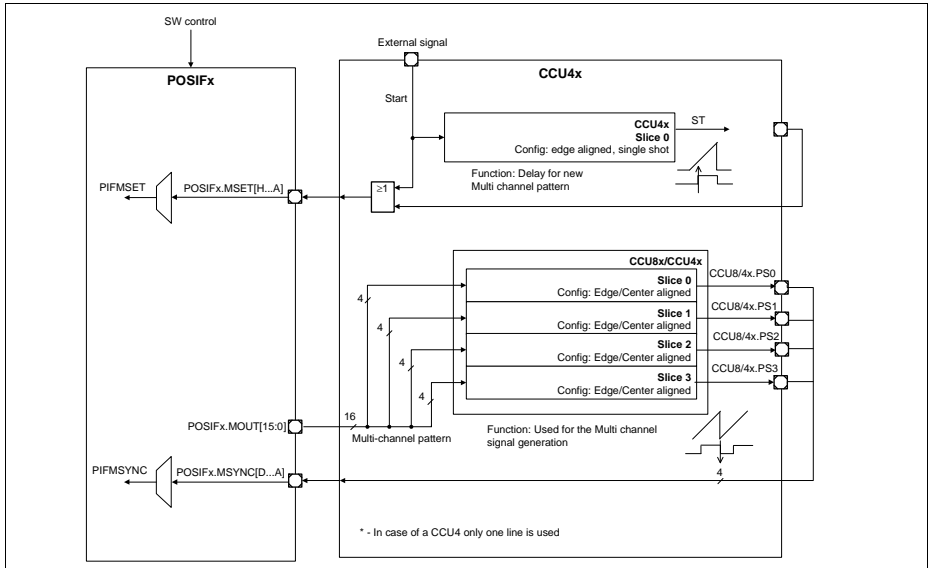 SW control
External signal
POSIFx
CCU4x
Start
CCU4x
Slice 0
Config: edge aligned, single shot
ST
Function: Delay for new
Multi channel pattern
PIFMSET
POSIFx.MSET[H...A]
≥1
CCU8x/CCU4x
Slice 0
Config: Edge/Center aligned
CCU8/4x.PS0
Slice 1
Config: Edge/Center aligned
CCU8/4x.PS1
Slice 2
Config: Edge/Center aligned
CCU8/4x.PS2
Slice 3
Config: Edge/Center aligned
CCU8/4x.PS3
4
4
4
4
16
POSIFx.MOUT[15:0]
Multi-channel pattern
Function: Used for the Multi channel
signal generation
PIFMSYNC
POSIFx.MSYNC[D...A]
4
* - In case of a CCU4 only one line is used